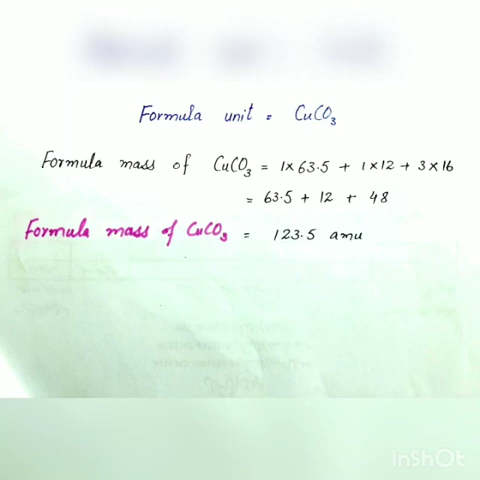 Formula unit = CuCO₃
Formula mass of CuCO₃ = 1×63.5 + 1×12 + 3×16
= 63.5 + 12 + 48
Formula mass of CuCO₃ = 123.5 amu
InShOt